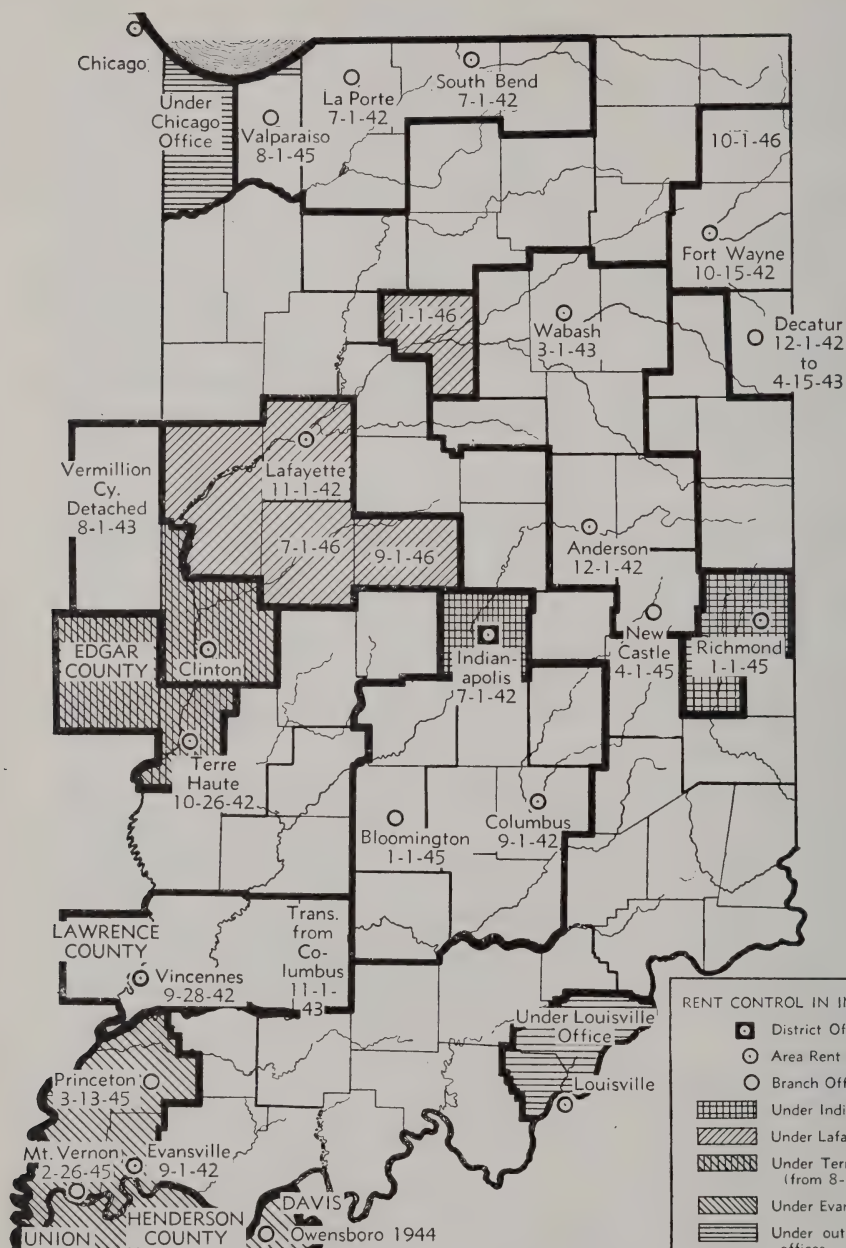 Chicago
Under
Chicago
Office
Valparaiso
8-1-45
La Porte
7-1-42
South Bend
7-1-42
10-1-46
Fort Wayne
10-15-42
1-1-46
Wabash
3-1-43
Decatur
12-1-42
to
4-15-43
Vermillion
Cy.
Detached
8-1-43
Lafayette
11-1-42
7-1-46
9-1-46
Anderson
12-1-42
EDGAR
COUNTY
Clinton
Indian-
apolis
7-1-42
New
Castle
4-1-45
Richmond
1-1-45
Terre
Haute
10-26-42
Bloomington
1-1-45
Columbus
9-1-42
LAWRENCE
COUNTY
Vincennes
9-28-42
Trans.
from
Co-
lumbus
11-1-
43
Under Louisville
Office
Louisville
Princeton
3-13-45
Mt. Vernon
2-26-45
Evansville
9-1-42
UNION
HENDERSON
COUNTY
DAVIS
Owensboro 1944
RENT CONTROL IN I
District Of
Area Rent
Branch Off
Under Indi
Under Lafa
Under Terr
(from 8-
Under Evan
Under out
offices